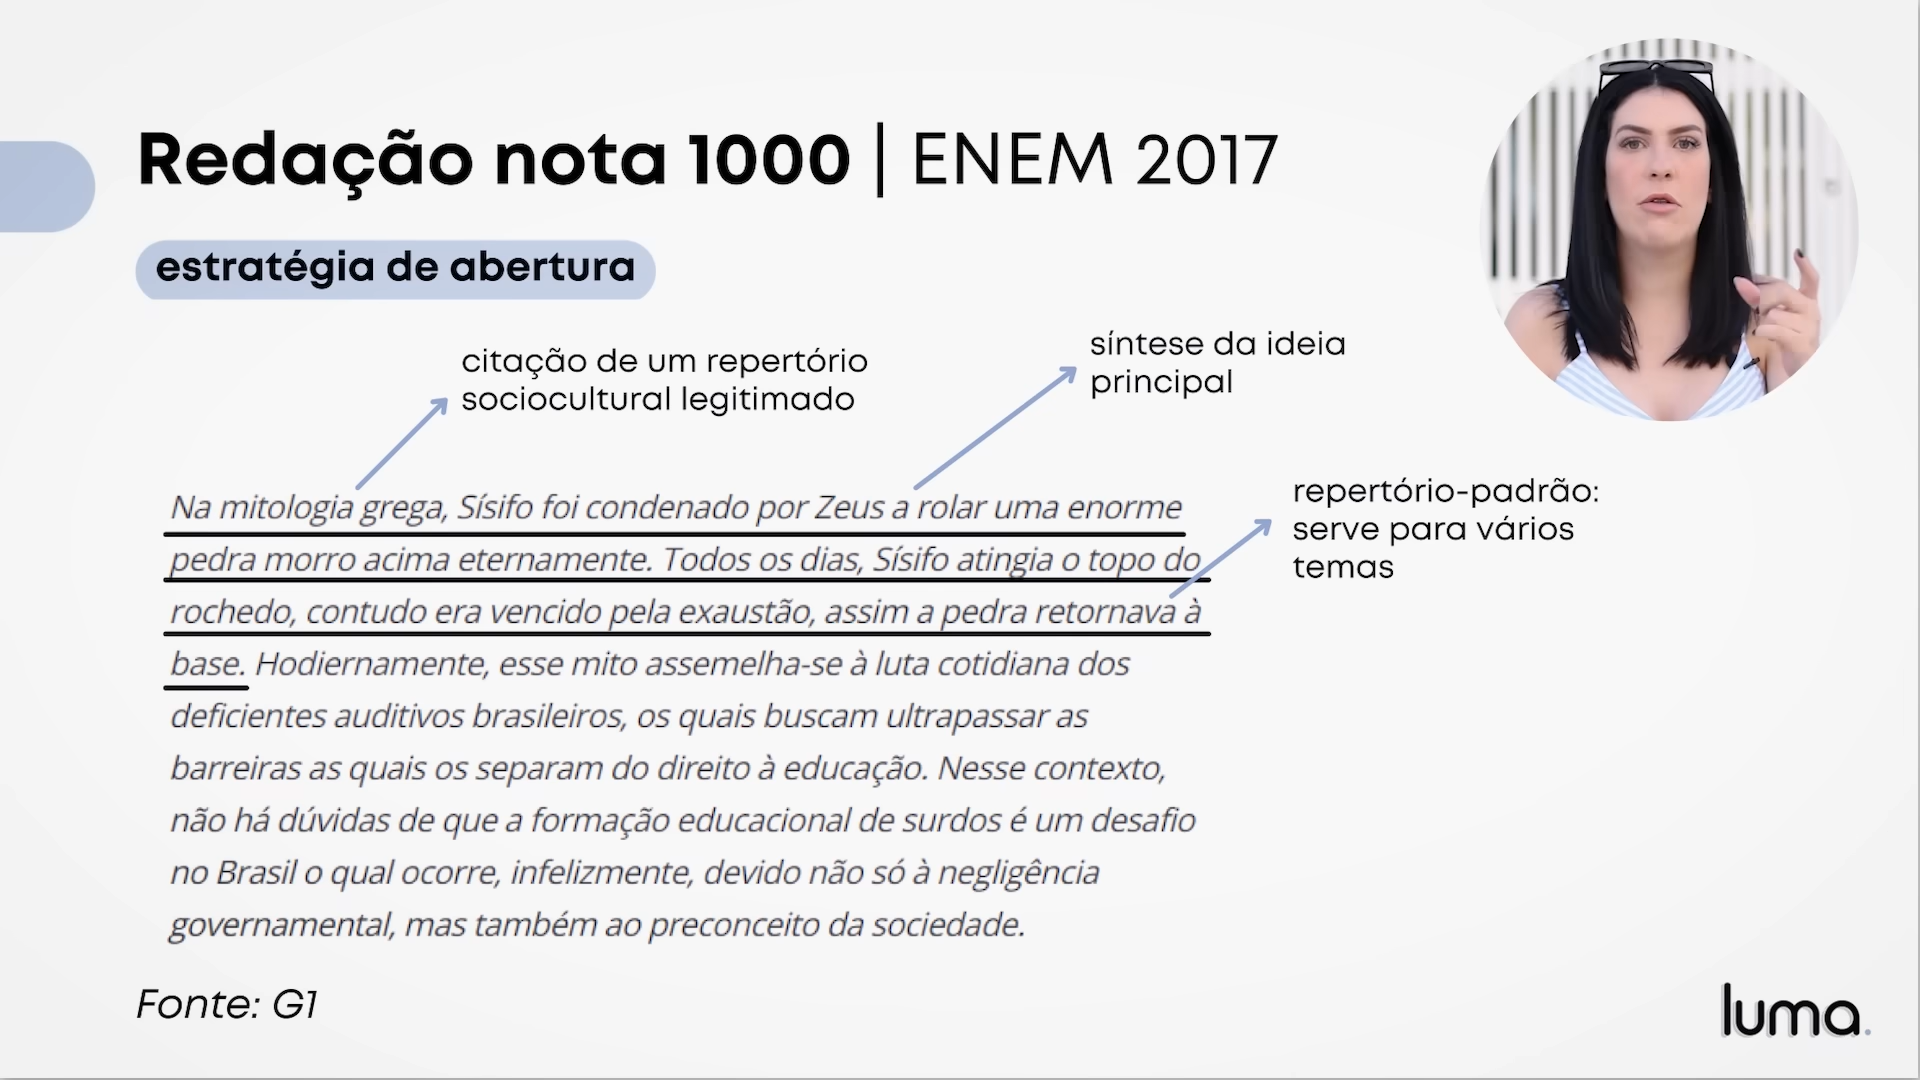 Redação nota 1000 | ENEM 2017
estratégia de abertura
citação de um repertório
sociocultural legitimado
síntese da ideia
principal
repertório-padrão:
serve para vários
temas
Na mitologia grega, Sísifo foi condenado por Zeus a rolar uma enorme
pedra morro acima eternamente. Todos os dias, Sísifo atingia o topo do
rochedo, contudo era vencido pela exaustão, assim a pedra retornava à
base. Hodiernamente, esse mito assemelha-se à luta cotidiana dos
deficientes auditivos brasileiros, os quais buscam ultrapassar as
barreiras as quais os separam do direito à educação. Nesse contexto,
não há dúvidas de que a formação educacional de surdos é um desafio
no Brasil o qual ocorre, infelizmente, devido não só à negligência
governamental, mas também ao preconceito da sociedade.
Fonte: G1
luma.